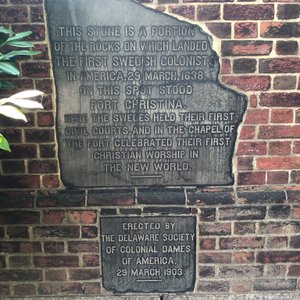 THIS STONE IS A PORTION
OF THE ROCKS ON WHICH LANDED
THE FIRST SWEDISH COLONISTS
IN AMERICA, 29 MARCH, 1638.
ON THIS SPOT STOOD
FORT CHRISTINA.
HERE THE SWEDES HELD THEIR FIRST
CIVIL COURTS, AND IN THE CHAPEL OF
THE FORT CELEBRATED THEIR FIRST
CHRISTIAN WORSHIP IN
THE NEW WORLD.
ERECTED BY
THE DELAWARE SOCIETY
OF COLONIAL DAMES
OF AMERICA.
29 MARCH, 1903.